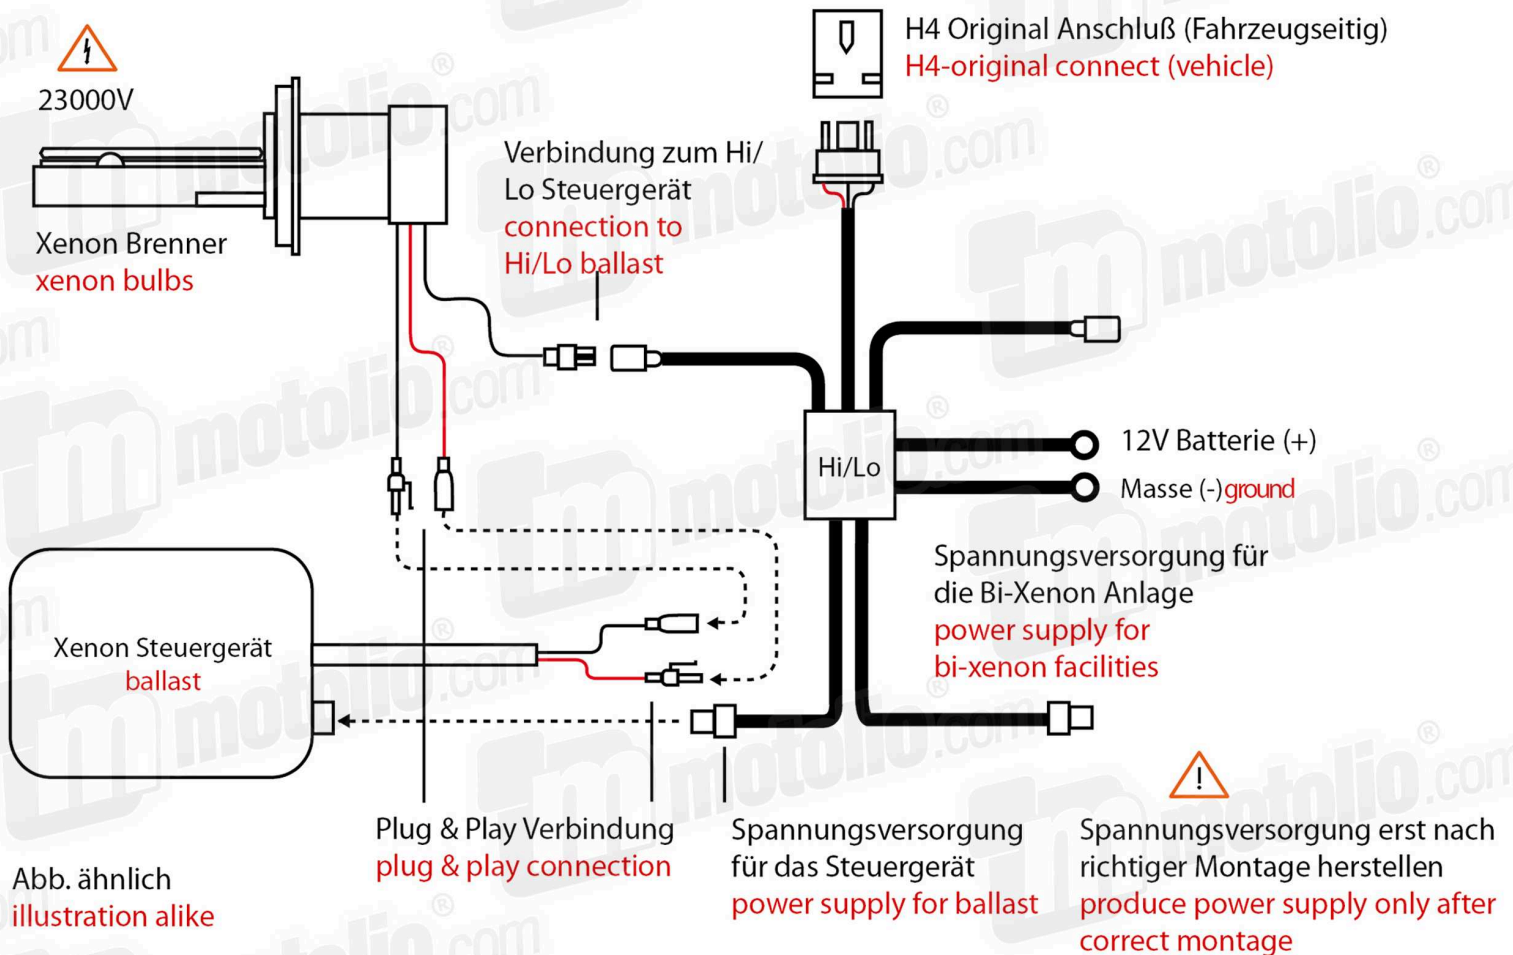 23000V
Xenon Brenner
xenon bulbs
Verbindung zum Hi/
Lo Steuergerät
connection to
Hi/Lo ballast
H4 Original Anschluß (Fahrzeugseitig)
H4-original connect (vehicle)
Hi/Lo
12V Batterie (+)
Masse (-) ground
Spannungsversorgung für
die Bi-Xenon Anlage
power supply for
bi-xenon facilities
Xenon Steuergerät
ballast
Plug & Play Verbindung
plug & play connection
Spannungsversorgung
für das Steuergerät
power supply for ballast
!
Spannungsversorgung erst nach
richtiger Montage herstellen
produce power supply only after
correct montage
Abb. ähnlich
illustration alike
motolio.com®